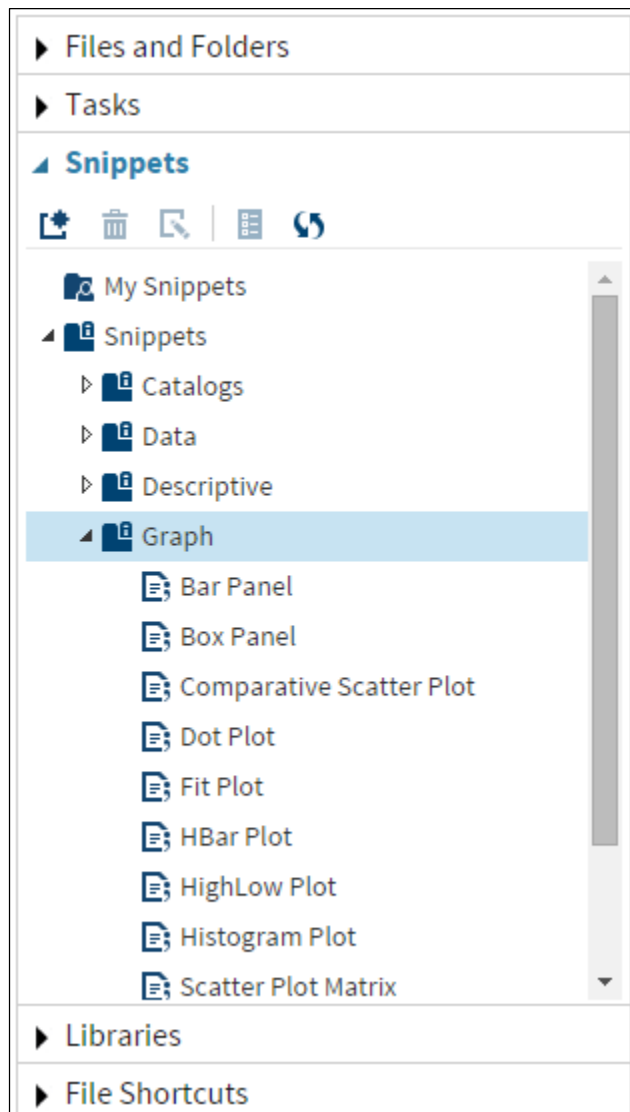 Files and Folders
Tasks
Snippets
My Snippets
Snippets
Catalogs
Data
Descriptive
Graph
Bar Panel
Box Panel
Comparative Scatter Plot
Dot Plot
Fit Plot
HBar Plot
HighLow Plot
Histogram Plot
Scatter Plot Matrix
Libraries
File Shortcuts